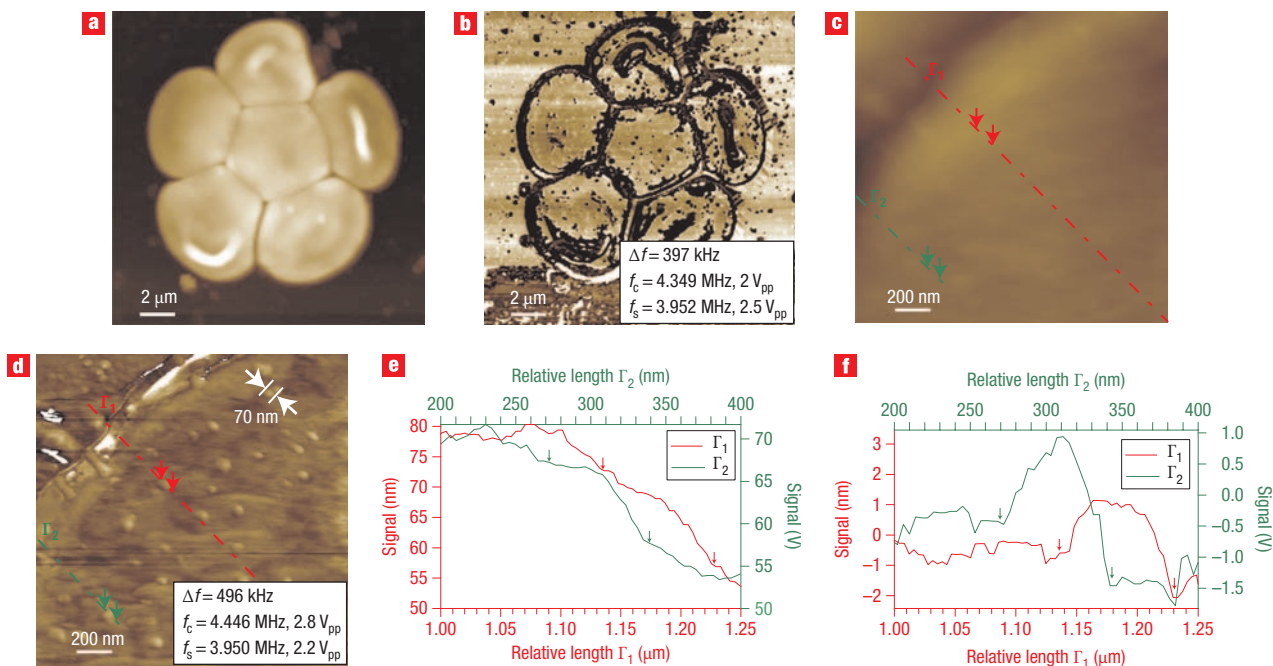 a
2 μm
b
2 μm
Δf = 397 kHz
fc = 4.349 MHz, 2 Vpp
fs = 3.952 MHz, 2.5 Vpp
c
Γ1
Γ2
200 nm
d
Γ1
70 nm
Γ2
200 nm
Δf = 496 kHz
fc = 4.446 MHz, 2.8 Vpp
fs = 3.950 MHz, 2.2 Vpp
e
Relative length Γ2 (nm)
200 240 280 320 360 400
80
75
70
65
60
55
50
Signal (nm)
Γ1
Γ2
70
65
60
55
50
Signal (V)
1.00 1.05 1.10 1.15 1.20 1.25
Relative length Γ1 (μm)
f
Relative length Γ2 (nm)
200 250 300 350 400
3
2
1
0
−1
−2
Signal (nm)
Γ1
Γ2
1.0
0.5
0.0
−0.5
−1.0
−1.5
Signal (V)
1.00 1.05 1.10 1.15 1.20 1.25
Relative length Γ1 (μm)